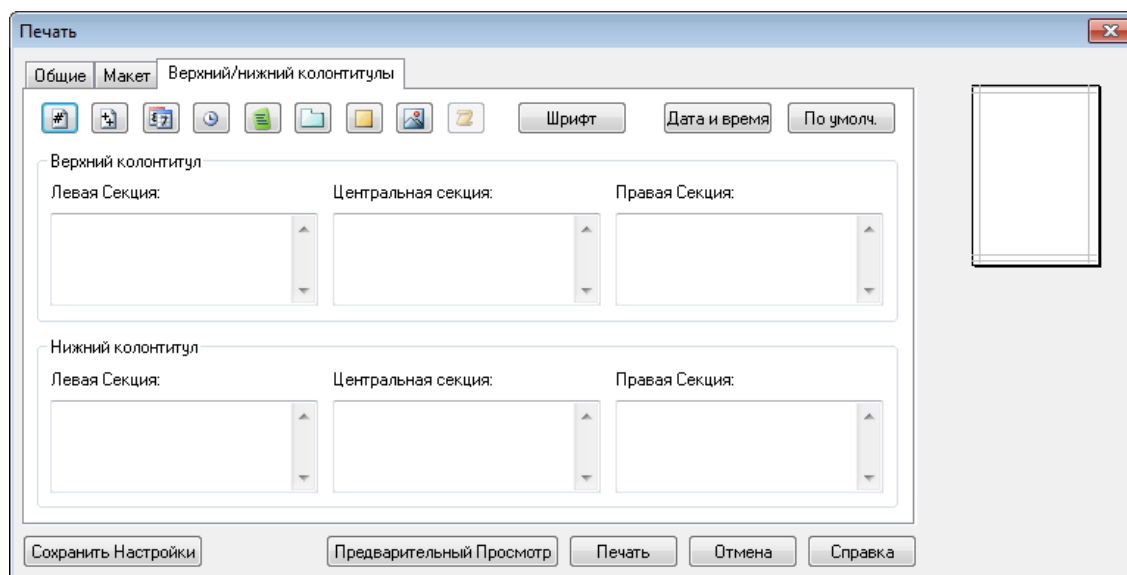 Печать
Общие Макет Верхний/нижний колонтитулы
# Шрифт Дата и время По умолч.
Верхний колонтитул
Левая Секция: Центральная секция: Правая Секция:
Нижний колонтитул
Левая Секция: Центральная секция: Правая Секция:
Сохранить Настройки Предварительный Просмотр Печать Отмена Справка